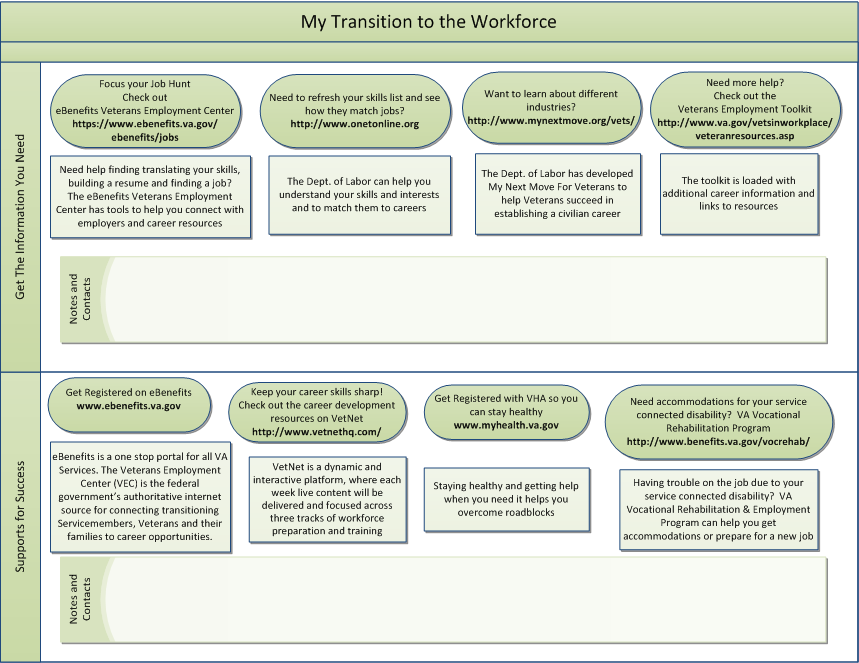 My Transition to the Workforce
Get The Information You Need
Focus your Job Hunt
Check out
eBenefits Veterans Employment Center
https://www.ebenefits.va.gov/
ebenefits/jobs
Need help finding translating your skills,
building a resume and finding a job?
The eBenefits Veterans Employment
Center has tools to help you connect with
employers and career resources
Need to refresh your skills list and see
how they match jobs?
http://www.onetonline.org
The Dept. of Labor can help you
understand your skills and interests
and to match them to careers
Want to learn about different
industries?
http://www.mynextmove.org/vets/
The Dept. of Labor has developed
My Next Move For Veterans to
help Veterans succeed in
establishing a civilian career
Need more help?
Check out the
Veterans Employment Toolkit
http://www.va.gov/vetsinworkplace/
veteranresources.asp
The toolkit is loaded with
additional career information and
links to resources
Notes and
Contacts
Supports for Success
Get Registered on eBenefits
www.ebenefits.va.gov
eBenefits is a one stop portal for all VA
Services. The Veterans Employment
Center (VEC) is the federal
government's authoritative internet
source for connecting transitioning
Servicemembers, Veterans and their
families to career opportunities.
Keep your career skills sharp!
Check out the career development
resources on VetNet
http://www.vetnethq.com/
VetNet is a dynamic and
interactive platform, where each
week live content will be
delivered and focused across
three tracks of workforce
preparation and training
Get Registered with VHA so you
can stay healthy
www.myhealth.va.gov
Staying healthy and getting help
when you need it helps you
overcome roadblocks
Need accommodations for your service
connected disability?  VA Vocational
Rehabilitation Program
http://www.benefits.va.gov/vocrehab/
Having trouble on the job due to your
service connected disability?  VA
Vocational Rehabilitation & Employment
Program can help you get
accommodations or prepare for a new job
Notes and
Contacts